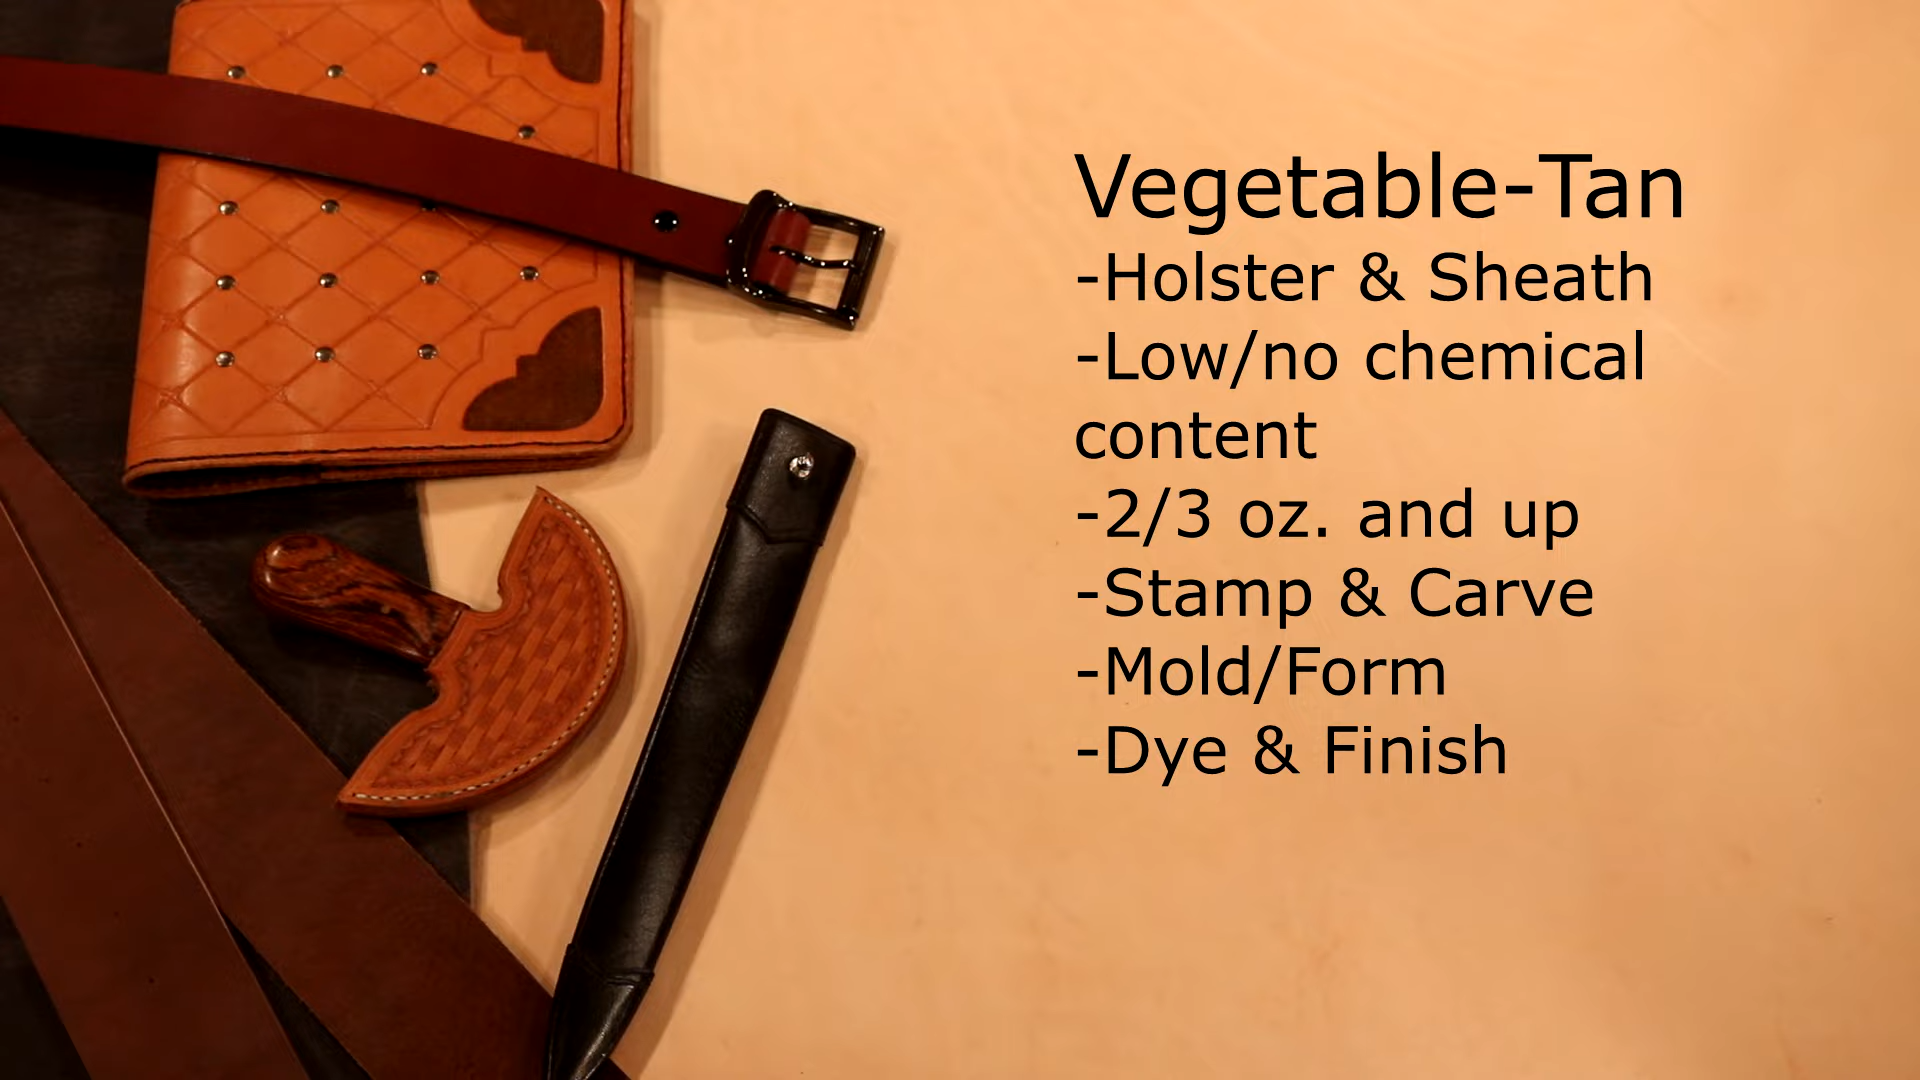 Vegetable-Tan
-Holster & Sheath
-Low/no chemical
content
-2/3 oz. and up
-Stamp & Carve
-Mold/Form
-Dye & Finish